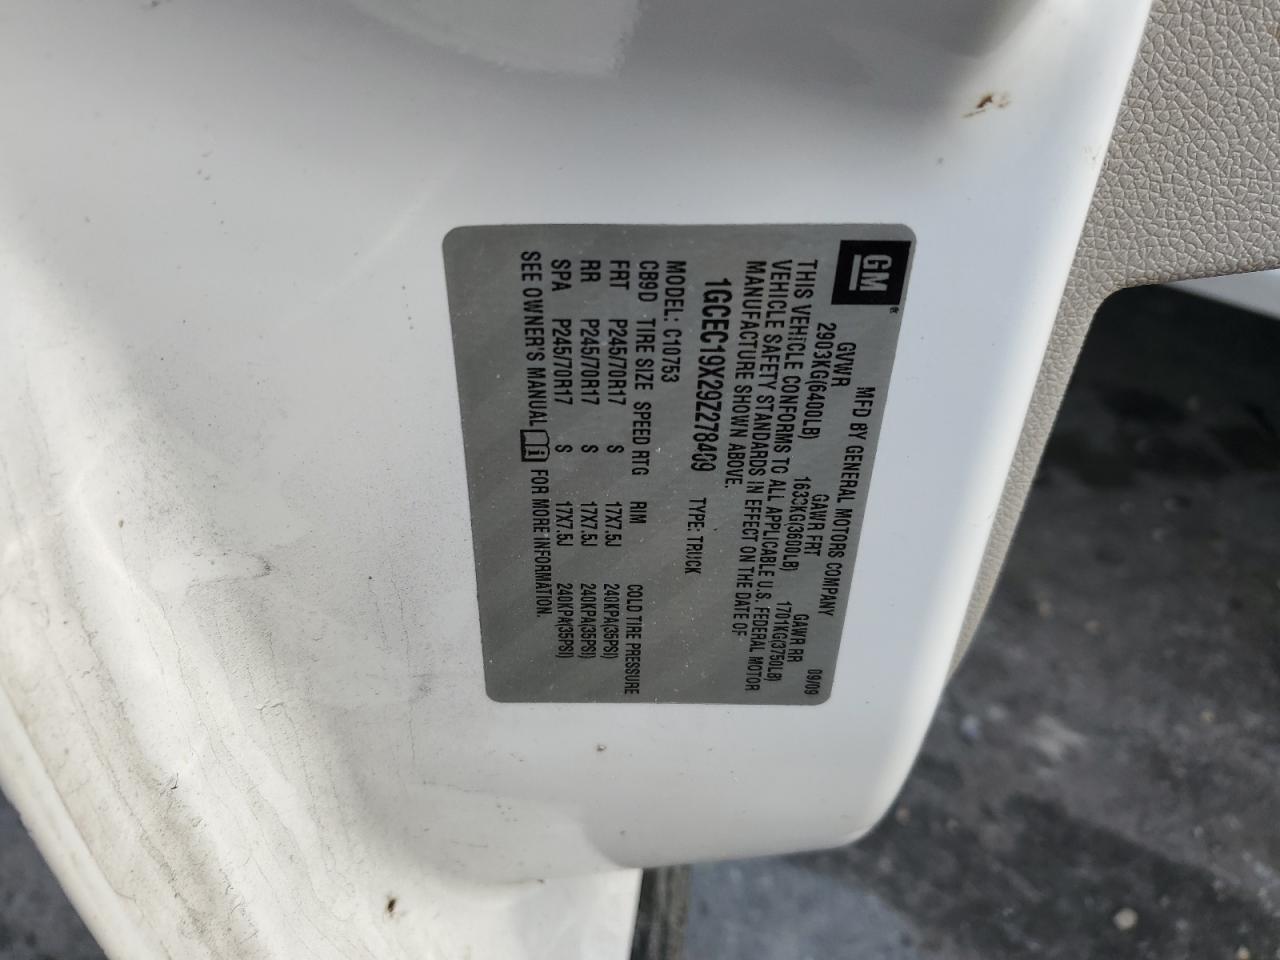 GM
MFD BY GENERAL MOTORS COMPANY 09/09
GVWR GAWR FRT GAWR RR
2903KG(6400LB) 1633KG(3600LB) 1701KG(3750LB)
THIS VEHICLE CONFORMS TO ALL APPLICABLE U.S. FEDERAL MOTOR
VEHICLE SAFETY STANDARDS IN EFFECT ON THE DATE OF
MANUFACTURE SHOWN ABOVE.
1GCEC19X29Z278409 TYPE: TRUCK
MODEL: C10753
CB9D TIRE SIZE SPEED RTG RIM COLD TIRE PRESSURE
FRT P245/70R17 S 17X7.5J 240KPA(35PSI)
RR P245/70R17 S 17X7.5J 240KPA(35PSI)
SPA P245/70R17 S 17X7.5J 240KPA(35PSI)
SEE OWNER'S MANUAL FOR MORE INFORMATION.